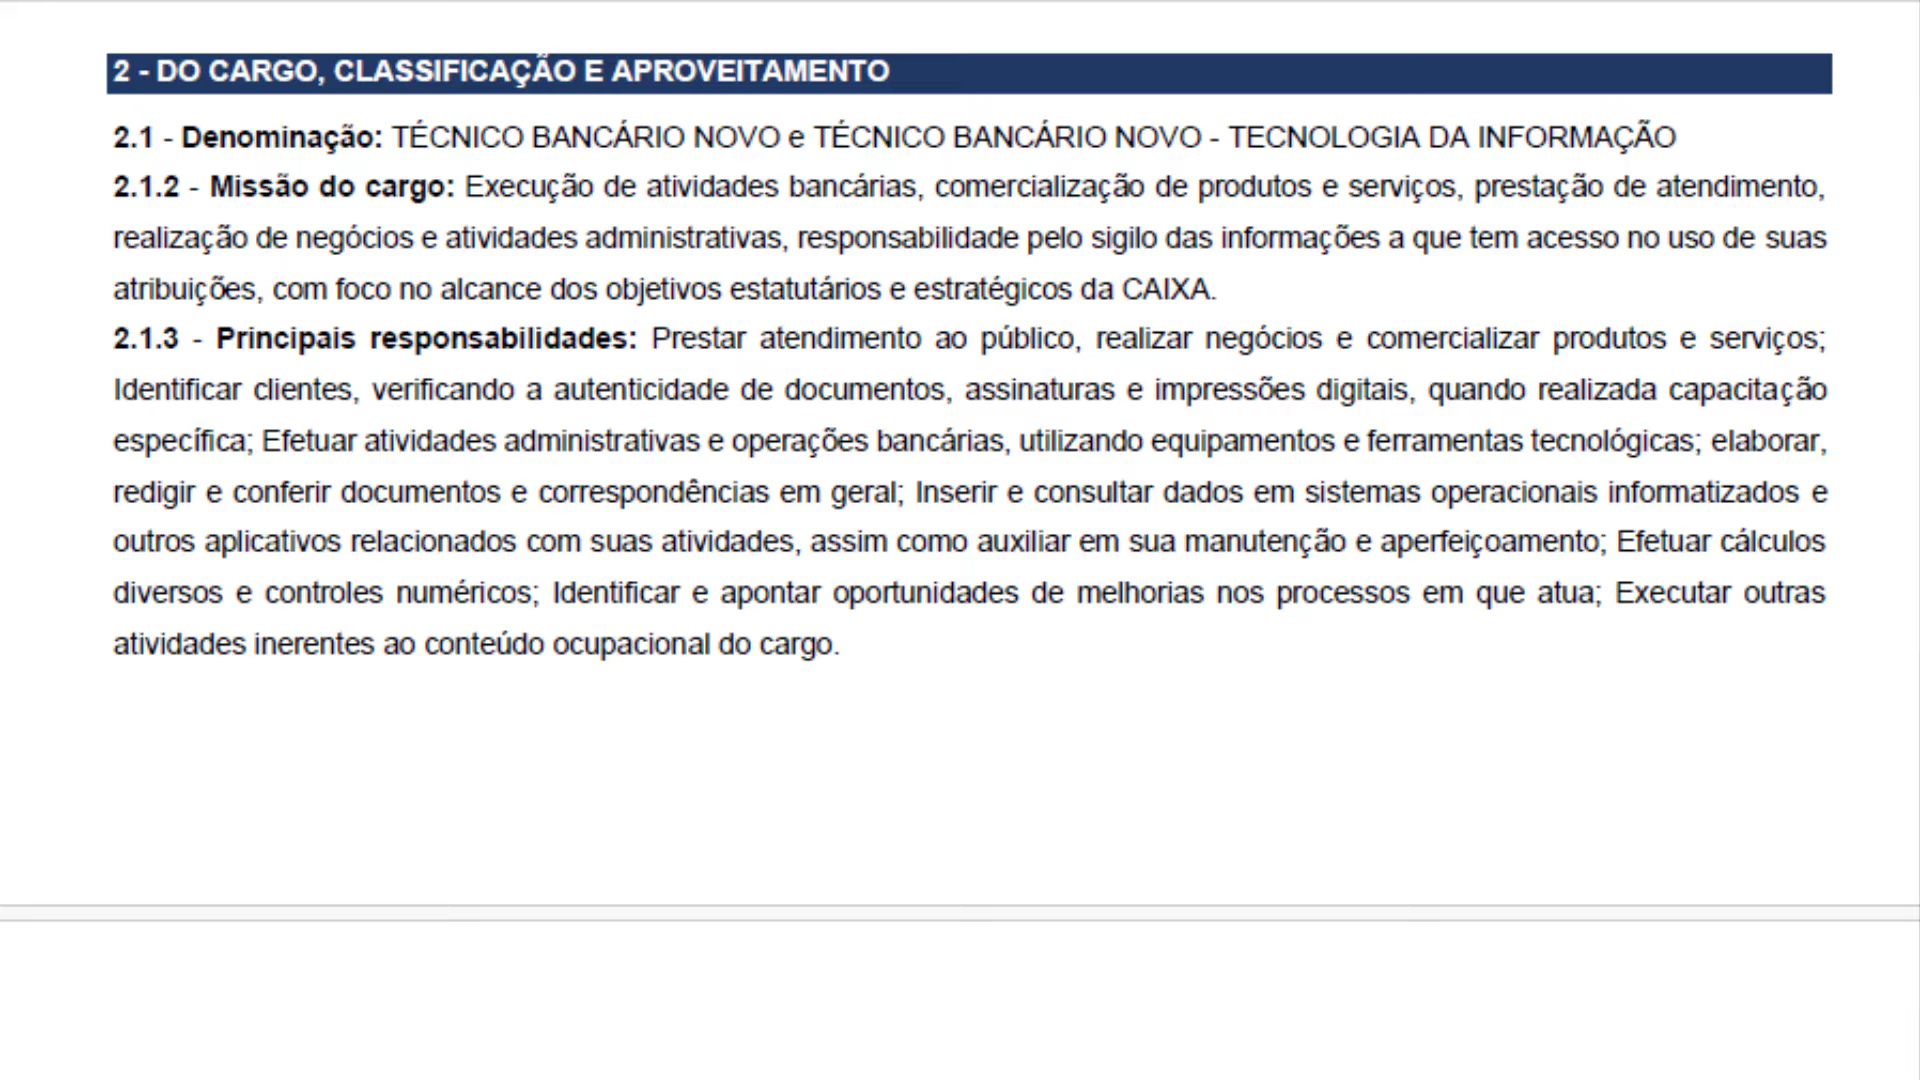 2 - DO CARGO, CLASSIFICAÇÃO E APROVEITAMENTO
2.1 - Denominação: TÉCNICO BANCÁRIO NOVO e TÉCNICO BANCÁRIO NOVO - TECNOLOGIA DA INFORMAÇÃO
2.1.2 - Missão do cargo: Execução de atividades bancárias, comercialização de produtos e serviços, prestação de atendimento,
realização de negócios e atividades administrativas, responsabilidade pelo sigilo das informações a que tem acesso no uso de suas
atribuições, com foco no alcance dos objetivos estatutários e estratégicos da CAIXA.
2.1.3 - Principais responsabilidades: Prestar atendimento ao público, realizar negócios e comercializar produtos e serviços;
Identificar clientes, verificando a autenticidade de documentos, assinaturas e impressões digitais, quando realizada capacitação
específica; Efetuar atividades administrativas e operações bancárias, utilizando equipamentos e ferramentas tecnológicas; elaborar,
redigir e conferir documentos e correspondências em geral; Inserir e consultar dados em sistemas operacionais informatizados e
outros aplicativos relacionados com suas atividades, assim como auxiliar em sua manutenção e aperfeiçoamento; Efetuar cálculos
diversos e controles numéricos; Identificar e apontar oportunidades de melhorias nos processos em que atua; Executar outras
atividades inerentes ao conteúdo ocupacional do cargo.